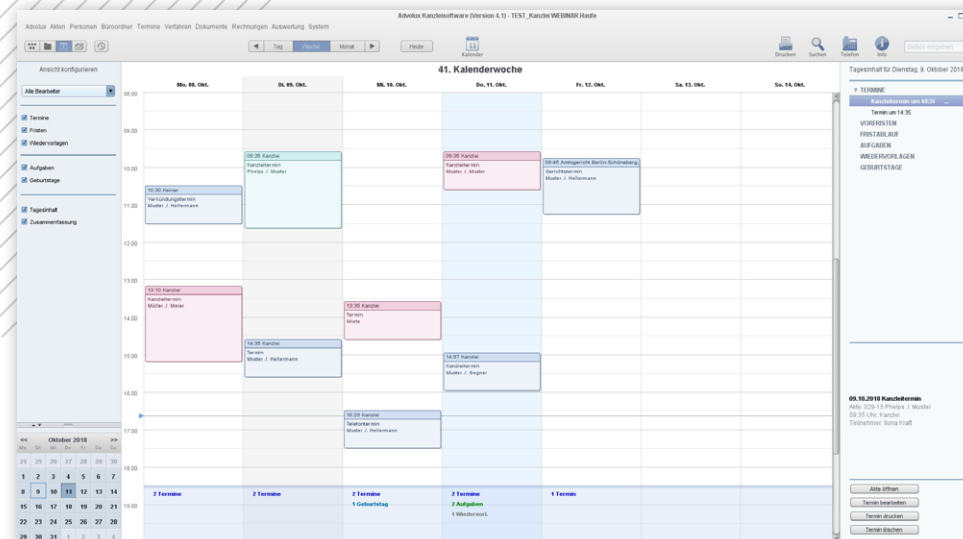 Advolux Kanzleisoftware (Version 4.1) - TEST_Kanzlei WEBINAR Haufe
Advolux Akten Personen Büroordner Termine Verfahren Dokumente Rechnungen Auswertung System
Tag Woche Monat Heute
Kalender
Drucken Suchen Telefon Info
Befehl eingeben
Ansicht konfigurieren
Alle Bearbeiter
Termine
Fristen
Wiedervorlagen
Aufgaben
Geburtstage
Tagesinhalt
Zusammenfassung
<< Oktober 2018 >>
Mo Di Mi Do Fr Sa So
24 25 26 27 28 29 30
1 2 3 4 5 6 7
8 9 10 11 12 13 14
15 16 17 18 19 20 21
22 23 24 25 26 27 28
29 30 31 1 2 3 4
41. Kalenderwoche
Mo. 08. Okt. Di. 09. Okt. Mi. 10. Okt. Do. 11. Okt. Fr. 12. Okt. Sa. 13. Okt. So. 14. Okt.
08:00
09:00
10:00
11:00
12:00
13:00
14:00
15:00
16:00
17:00
18:00
19:00
10:30 Keiner
Verkündungstermin
Muster ./. Hellermann
13:10 Kanzlei
Kanzleitermin
Müller ./. Meier
09:35 Kanzlei
Kanzleitermin
Phelps ./. Muster
14:35 Kanzlei
Termin
Muster ./. Hellermann
13:35 Kanzlei
Termin
Miete
16:29 Kanzlei
Telefontermin
Muster ./. Hellermann
09:35 Kanzlei
Kanzleitermin
Muster ./. Muster
14:57 Kanzlei
Kanzleitermin
Muster ./. Segner
09:45 Amtsgericht Berlin-Schöneberg,
Gerichtstermin
Muster ./. Hellermann
2 Termine 2 Termine 2 Termine 2 Termine 1 Termin
1 Geburtstag 2 Aufgaben
1 Wiedervorl.
Tagesinhalt für Dienstag, 9. Oktober 2018
TERMINE
Kanzleitermin um 09:35 ...
Termin um 14:35
VORFRISTEN
FRISTABLAUF
AUFGABEN
WIEDERVORLAGEN
GEBURTSTAGE
09.10.2018 Kanzleitermin
Akte: 029-15 Phelps ./. Muster
09:35 Uhr, Kanzlei
Teilnehmer: Ilona Kraft
Akte öffnen
Termin bearbeiten
Termin drucken
Termin löschen